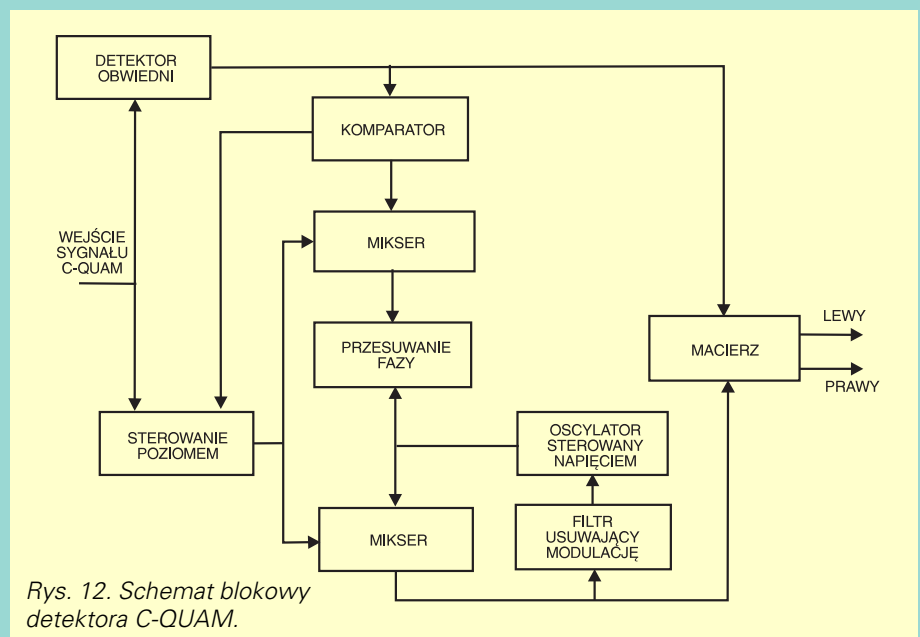 DETEKTOR
OBWIEDNI
KOMPARATOR
WEJŚCIE
SYGNAŁU
C-QUAM
MIKSER
PRZESUWANIE
FAZY
LEWY
MACIERZ
PRAWY
STEROWANIE
POZIOMEM
OSCYLATOR
STEROWANY
NAPIĘCIEM
MIKSER
FILTR
USUWAJĄCY
MODULACJĘ
Rys. 12. Schemat blokowy
detektora C-QUAM.